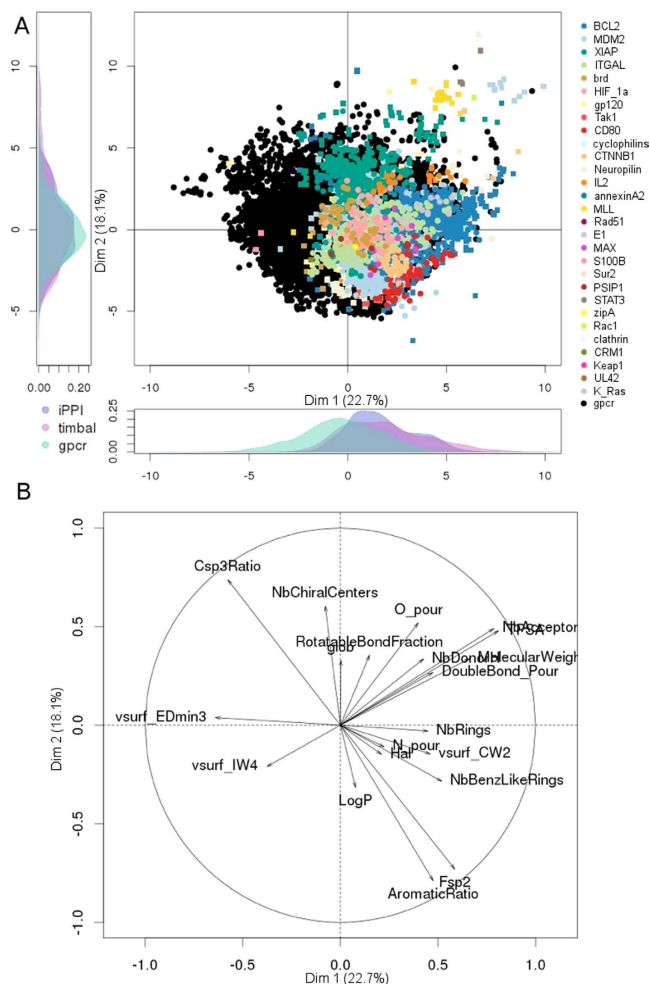 A
10
5
0
-5
Dim 2 (18.1%)
0.00
0.20
10
5
0
-5
-10
-5
0
5
10
Dim 1 (22.7%)
BCL2
MDM2
XIAP
ITGAL
brd
HIF_1a
gp120
Tak1
CD80
cyclophilins
CTNNB1
Neuropilin
IL2
annexinA2
MLL
Rad51
E1
MAX
S100B
Sur2
PSIP1
STAT3
zipA
Rac1
clathrin
CRM1
Keap1
UL42
K_Ras
gpcr
iPPI
timbal
gpcr
0.25
0.00
-10
-5
0
5
10
B
1.0
0.5
0.0
-0.5
-1.0
Dim 2 (18.1%)
Csp3Ratio
NbChiralCenters
O_pour
RotatableBondFraction
glob
NbAcceptor
MolecularWeigh
DoubleBond_Pour
vsurf_EDmin3
NbRings
N_pour
Hal
vsurf_CW2
vsurf_IW4
NbBenzLikeRings
LogP
Fsp2
AromaticRatio
-1.0
-0.5
0.0
0.5
1.0
Dim 1 (22.7%)